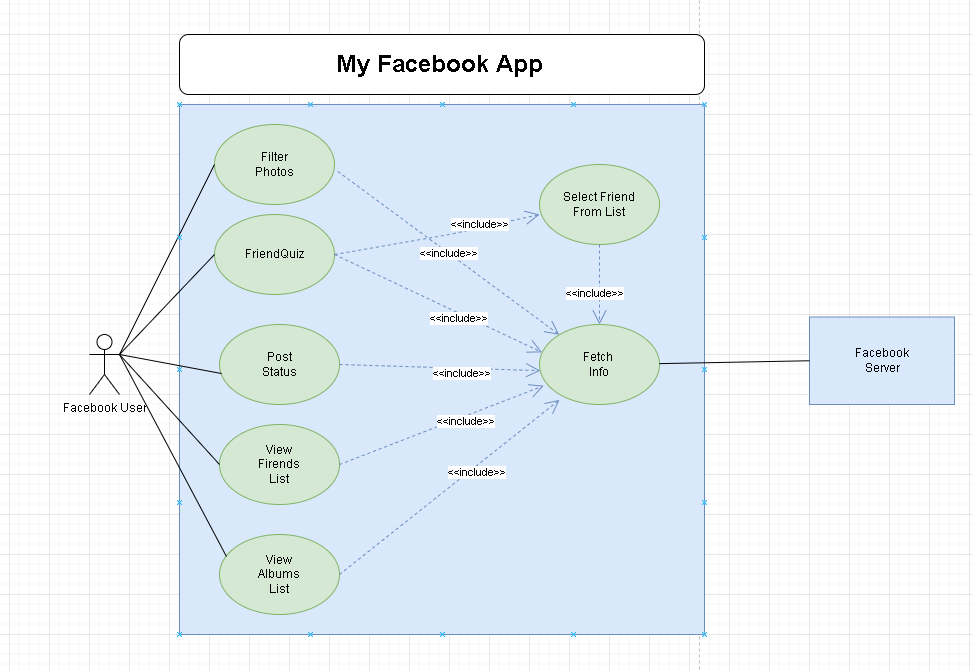 My Facebook App
Filter
Photos
Select Friend
From List
<<include>>
FriendQuiz
<<include>>
<<include>>
<<include>>
Post
Status
Fetch
Info
Facebook
Server
<<include>>
Facebook User
<<include>>
View
Firends
List
<<include>>
View
Albums
List